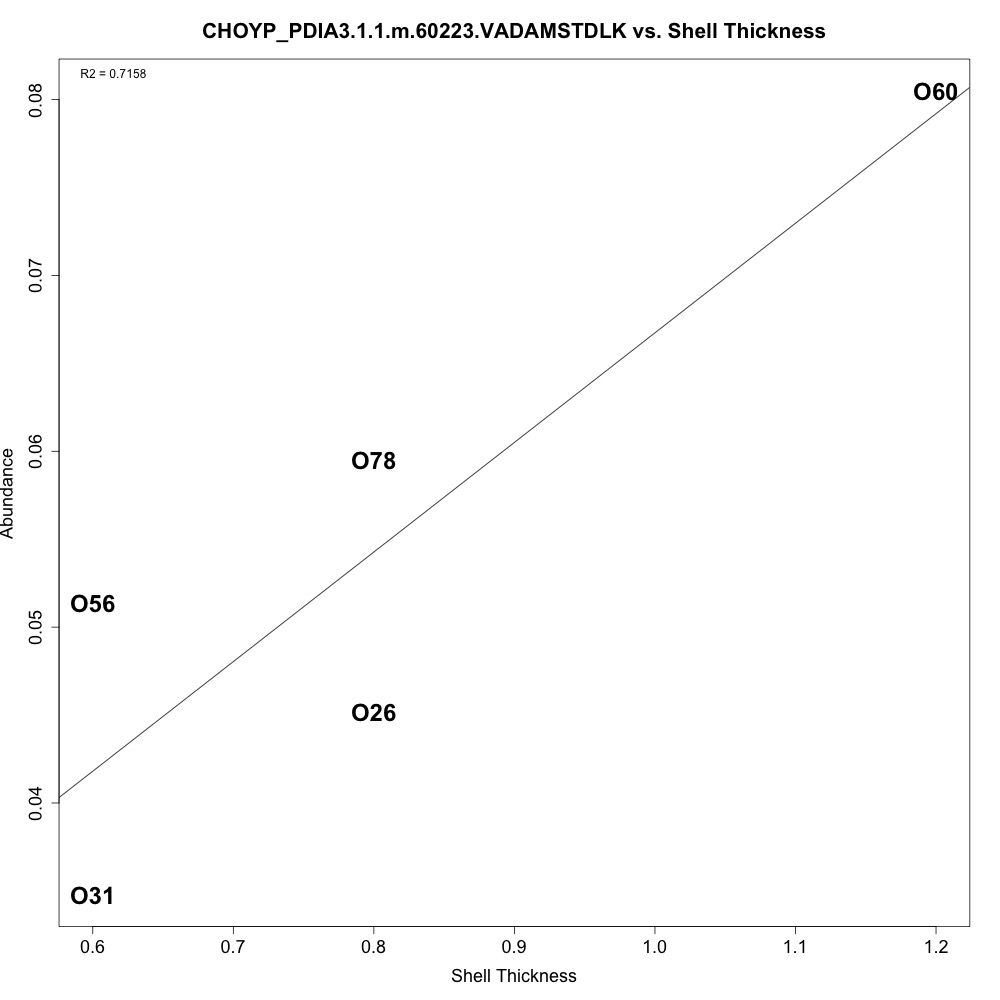 CHOYP_PDIA3.1.1.m.60223.VADAMSTDLK vs. Shell Thickness
R2 = 0.7158
O60
O78
O56
O26
O31
0.08
0.07
0.06
0.05
0.04
Abundance
0.6 0.7 0.8 0.9 1.0 1.1 1.2
Shell Thickness